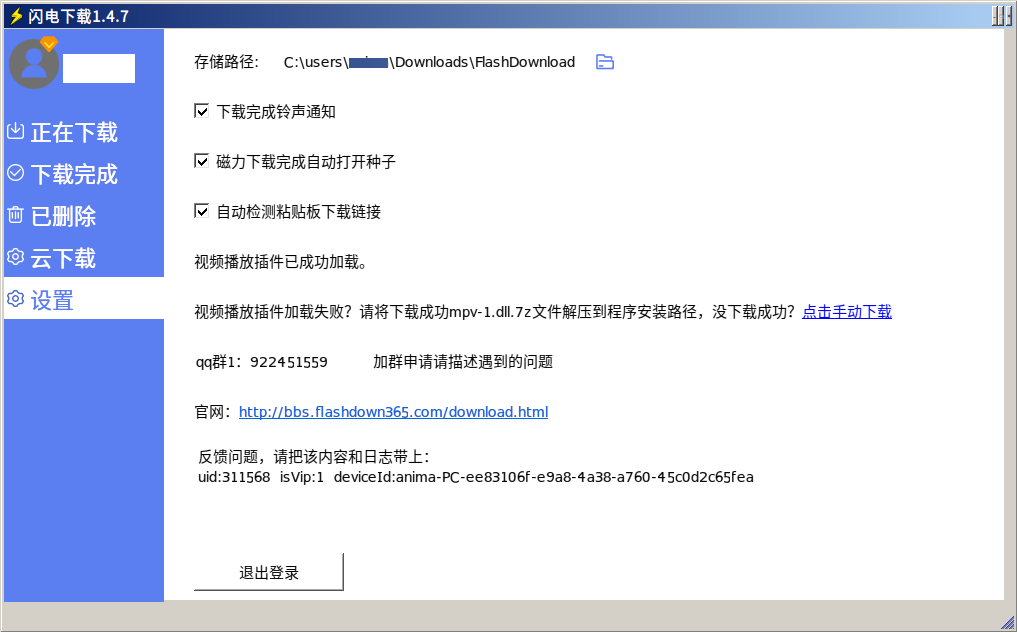 闪电下载1.4.7
正在下载
下载完成
已删除
云下载
设置
存储路径: C:\users\ \Downloads\FlashDownload
下载完成铃声通知
磁力下载完成自动打开种子
自动检测粘贴板下载链接
视频播放插件已成功加载。
视频播放插件加载失败？请将下载成功mpv-1.dll.7z文件解压到程序安装路径，没下载成功？点击手动下载
qq群1：922451559 加群申请请描述遇到的问题
官网：http://bbs.flashdown365.com/download.html
反馈问题，请把该内容和日志带上：
uid:311568 isVip:1 deviceId:anima-PC-ee83106f-e9a8-4a38-a760-45c0d2c65fea
退出登录